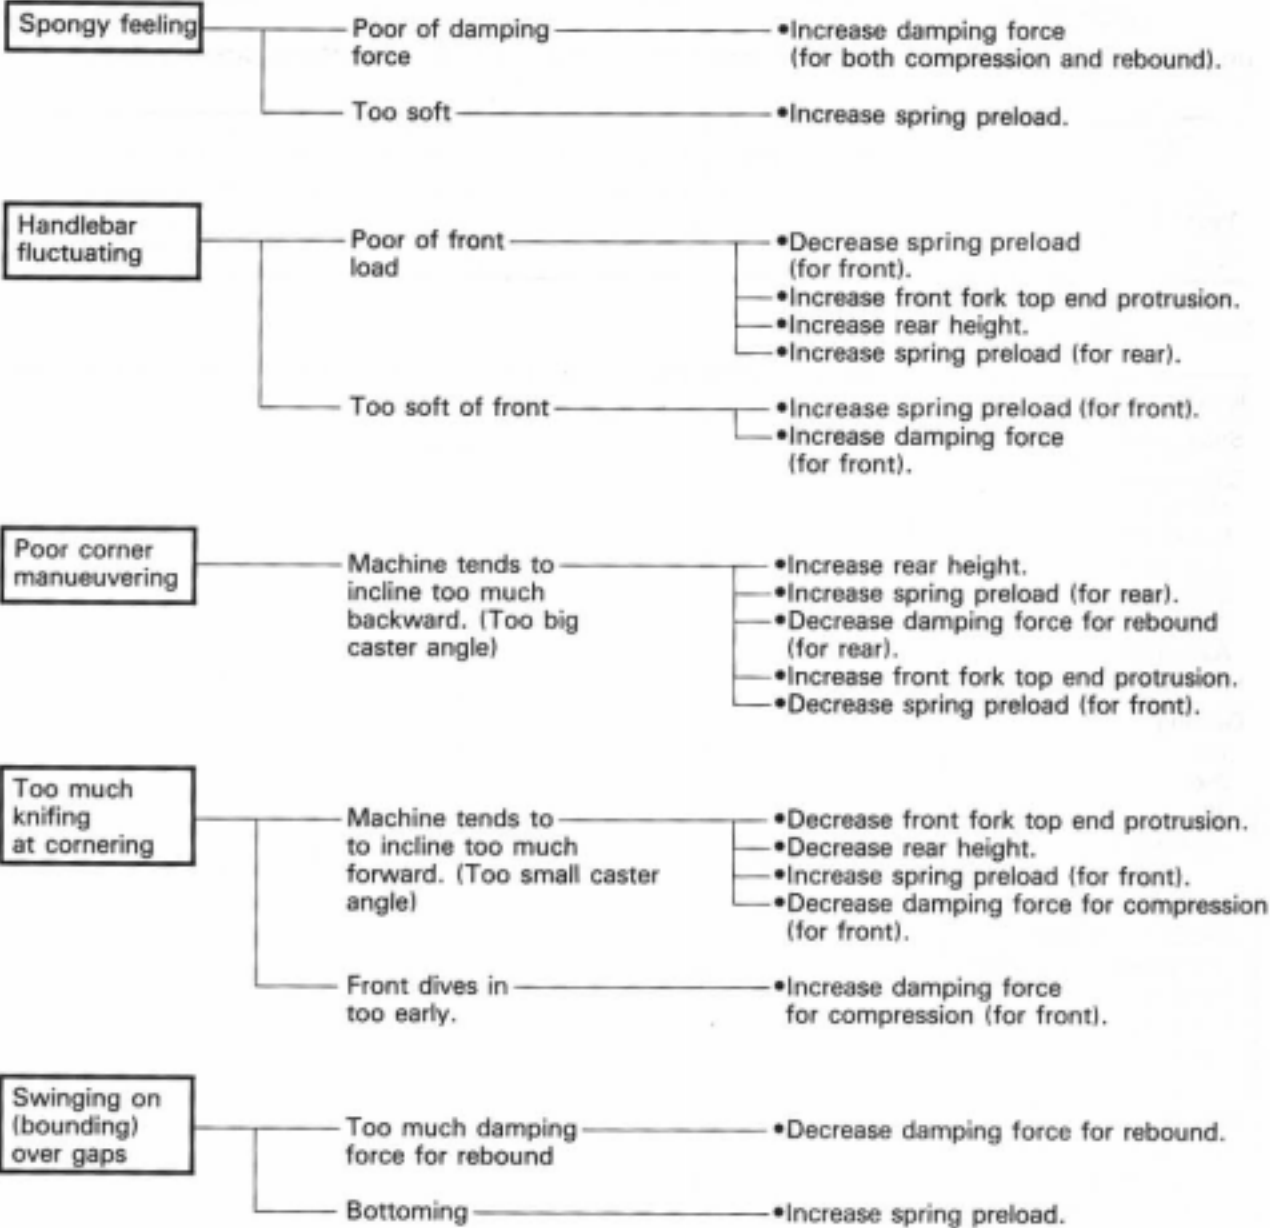 Spongy feeling
Poor of damping
force
•Increase damping force
(for both compression and rebound).
Too soft
•Increase spring preload.
Handlebar
fluctuating
Poor of front
load
•Decrease spring preload
(for front).
•Increase front fork top end protrusion.
•Increase rear height.
•Increase spring preload (for rear).
Too soft of front
•Increase spring preload (for front).
•Increase damping force
(for front).
Poor corner
manueuvering
Machine tends to
incline too much
backward. (Too big
caster angle)
•Increase rear height.
•Increase spring preload (for rear).
•Decrease damping force for rebound
(for rear).
•Increase front fork top end protrusion.
•Decrease spring preload (for front).
Too much
knifing
at cornering
Machine tends to
to incline too much
forward. (Too small caster
angle)
•Decrease front fork top end protrusion.
•Decrease rear height.
•Increase spring preload (for front).
•Decrease damping force for compression
(for front).
Front dives in
too early.
•Increase damping force
for compression (for front).
Swinging on
(bounding)
over gaps
Too much damping
force for rebound
•Decrease damping force for rebound.
Bottoming
•Increase spring preload.